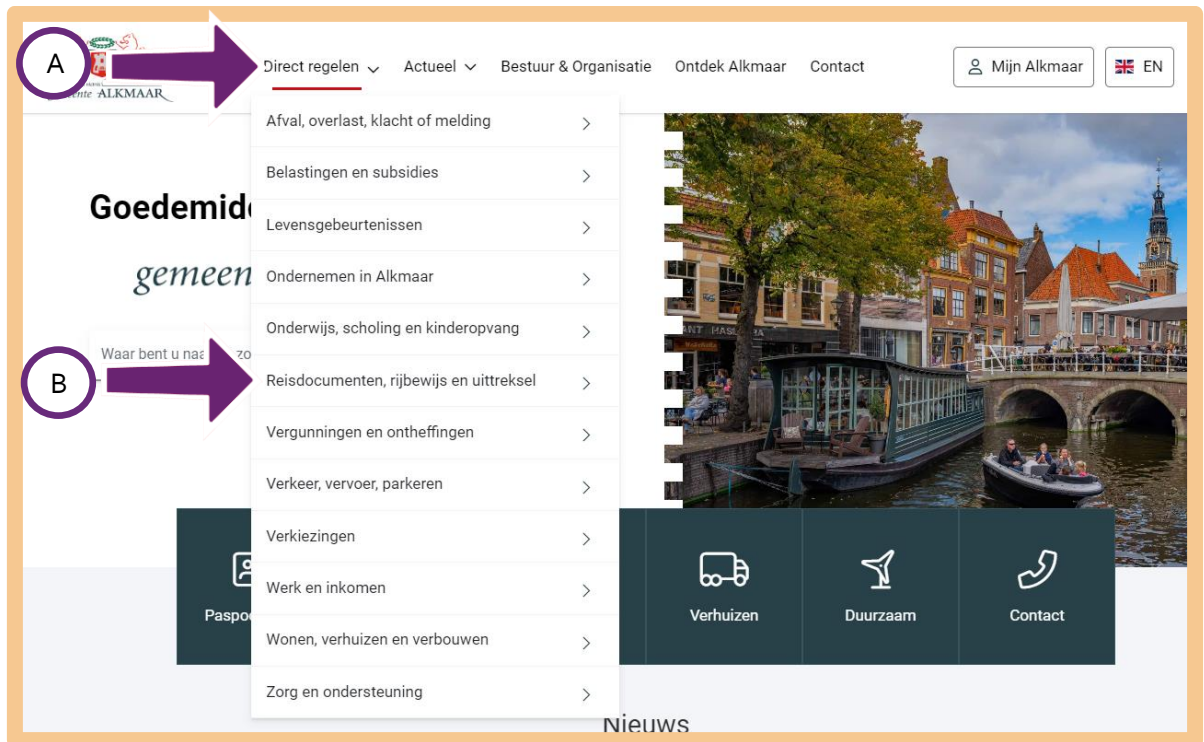 A
ALKMAAR
Direct regelen
Actueel
Bestuur & Organisatie
Ontdek Alkmaar
Contact
Mijn Alkmaar
EN
Afval, overlast, klacht of melding
Belastingen en subsidies
Levensgebeurtenissen
Ondernemen in Alkmaar
Onderwijs, scholing en kinderopvang
Reisdocumenten, rijbewijs en uittreksel
Vergunningen en ontheffingen
Verkeer, vervoer, parkeren
Verkiezingen
Werk en inkomen
Wonen, verhuizen en verbouwen
Zorg en ondersteuning
Goedemid
gemeen
Waar bent u naa zo
B
Paspo
Verhuizen
Duurzaam
Contact
Nieuws